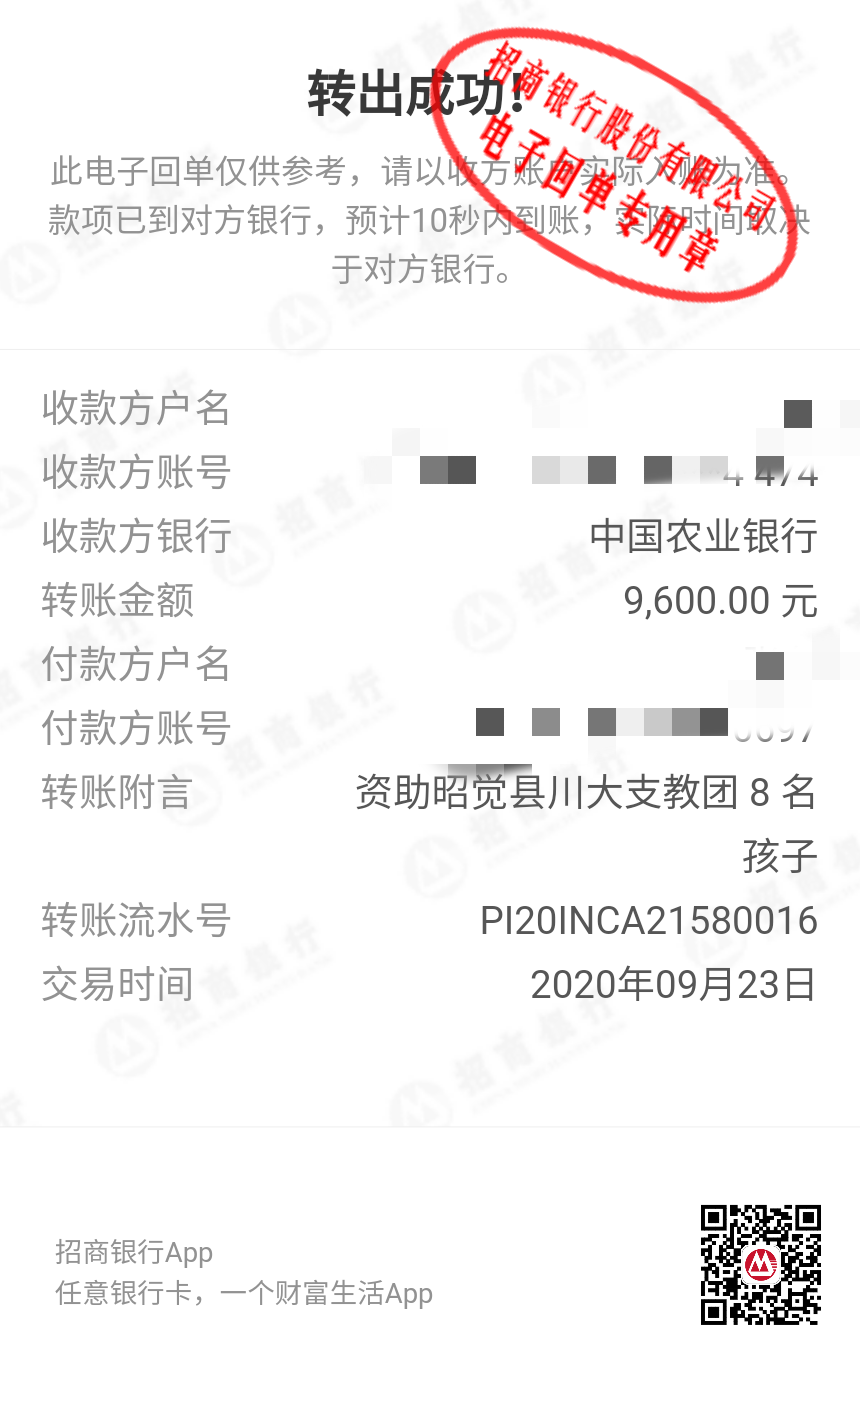 转出成功！
招商银行股份有限公司
电子回单专用章
此电子回单仅供参考，请以收方账户实际入账为准。
款项已到对方银行，预计10秒内到账，实际时间取决
于对方银行。
收款方户名
收款方账号
收款方银行 中国农业银行
转账金额 9,600.00 元
付款方户名
付款方账号
转账附言 资助昭觉县川大支教团 8 名
孩子
转账流水号 PI20INCA21580016
交易时间 2020年09月23日
招商银行App
任意银行卡，一个财富生活App